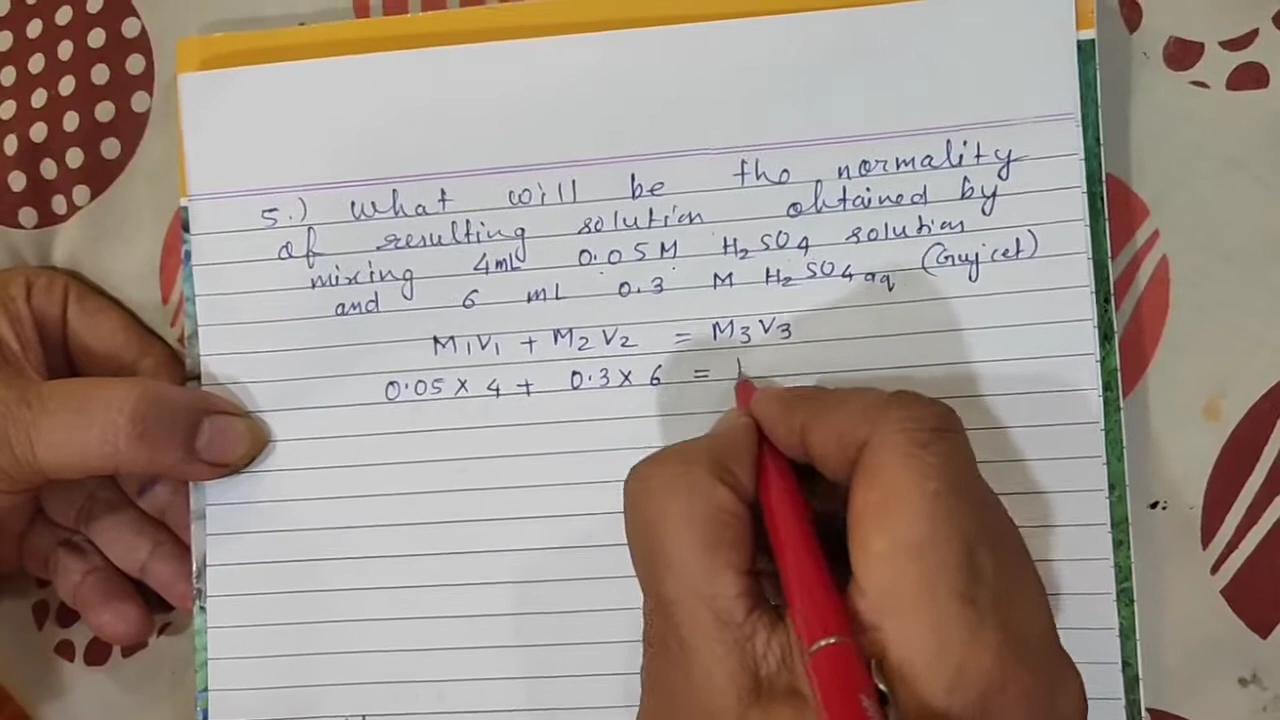 5.) What will be the normality
of resulting solution obtained by
mixing 4mL 0.05M H₂SO₄ solution
and 6 mL 0.3 M H₂SO₄ aq (Gujcet)
M₁V₁ + M₂V₂ = M₃V₃
0.05 × 4 + 0.3 × 6 =